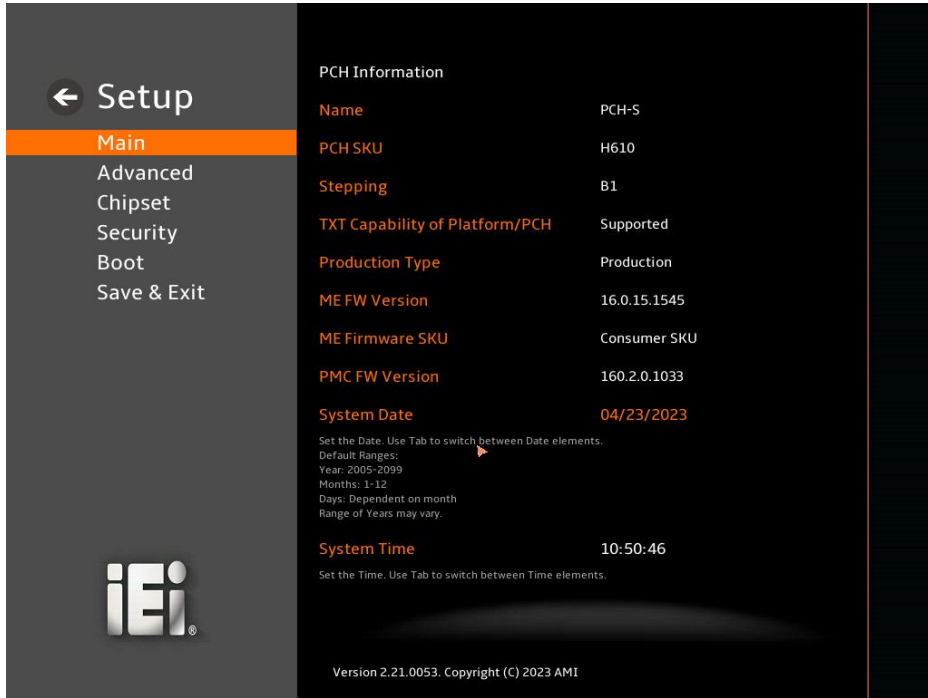 Setup
Main
Advanced
Chipset
Security
Boot
Save & Exit
PCH Information
Name PCH-S
PCH SKU H610
Stepping B1
TXT Capability of Platform/PCH Supported
Production Type Production
ME FW Version 16.0.15.1545
ME Firmware SKU Consumer SKU
PMC FW Version 160.2.0.1033
System Date 04/23/2023
Set the Date. Use Tab to switch between Date elements.
Default Ranges:
Year: 2005-2099
Months: 1-12
Days: Dependent on month
Range of Years may vary.
System Time 10:50:46
Set the Time. Use Tab to switch between Time elements.
iEi®
Version 2.21.0053. Copyright (C) 2023 AMI